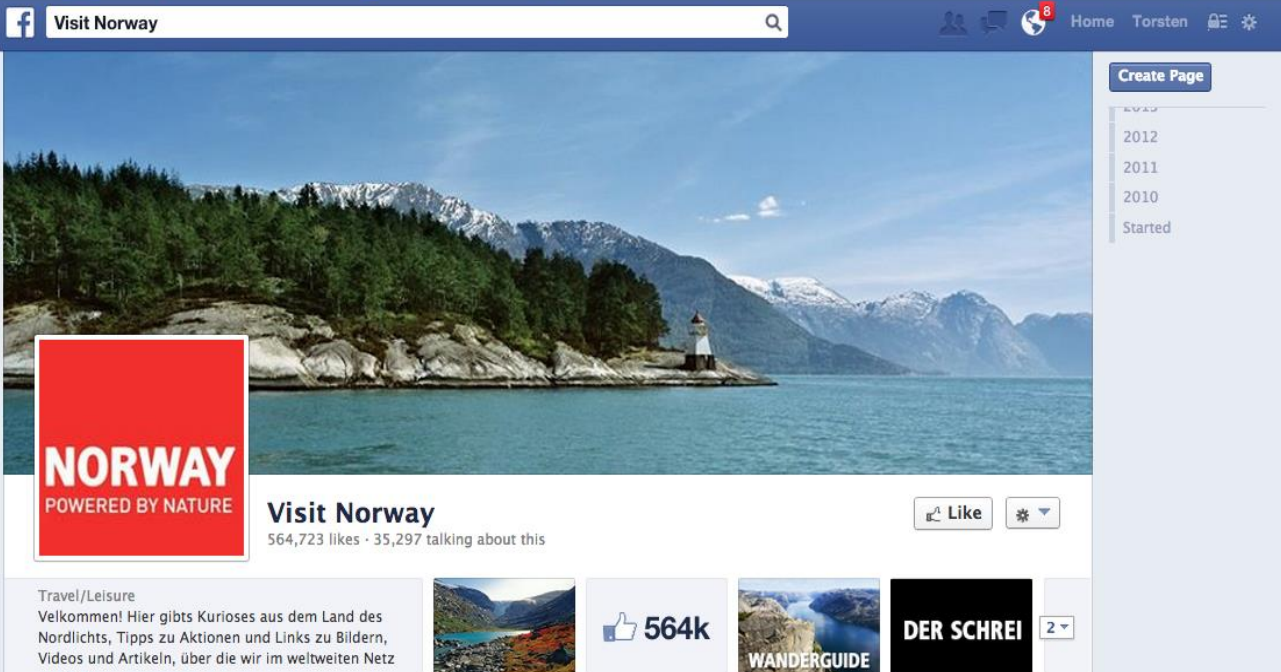 Visit Norway
8
Home Torsten
Create Page
2013
2012
2011
2010
Started
NORWAY
POWERED BY NATURE
Visit Norway
564,723 likes · 35,297 talking about this
Like
Travel/Leisure
Velkommen! Hier gibts Kurioses aus dem Land des
Nordlichts, Tipps zu Aktionen und Links zu Bildern,
Videos und Artikeln, über die wir im weltweiten Netz
564k
WANDERGUIDE
DER SCHREI
2